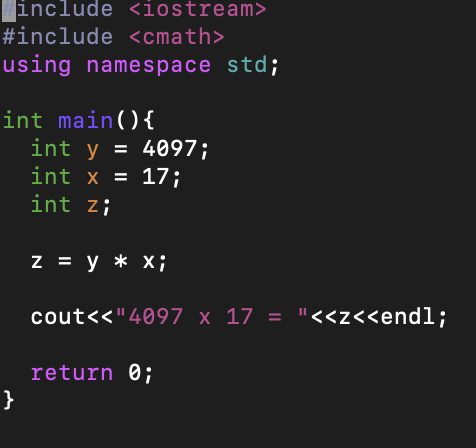 #include <iostream>
#include <cmath>
using namespace std;
int main(){
  int y = 4097;
  int x = 17;
  int z;
  z = y * x;
  cout<<"4097 x 17 = "<<z<<endl;
  return 0;
}